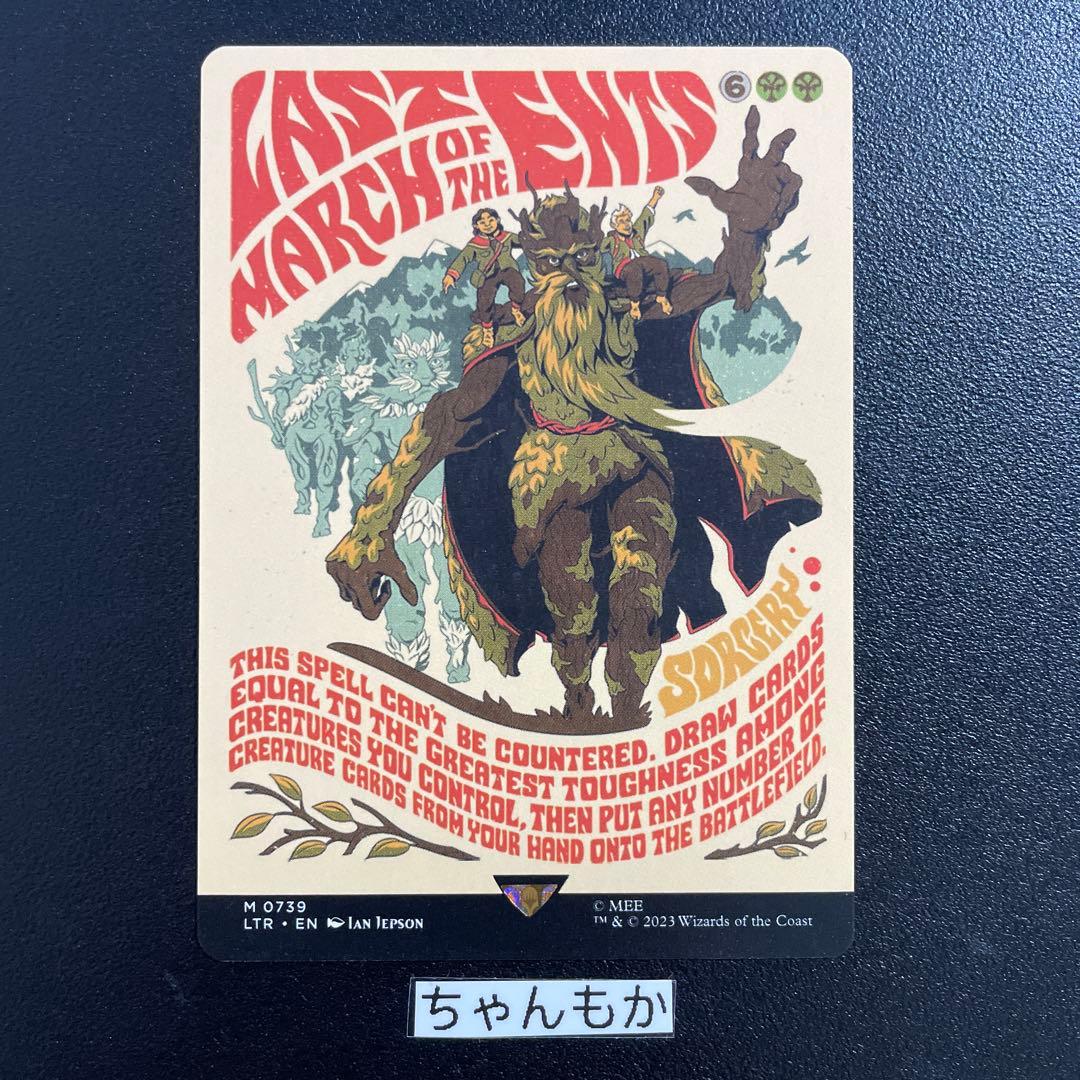 LAST
MARCH OF THE ENTS
6
SORCERY
THIS SPELL CAN'T BE COUNTERED. DRAW CARDS
EQUAL TO THE GREATEST TOUGHNESS AMONG
CREATURES YOU CONTROL, THEN PUT ANY NUMBER OF
CREATURE CARDS FROM YOUR HAND ONTO THE BATTLEFIELD.
M 0739
LTR • EN IAN JEPSON
© MEE
™ & © 2023 Wizards of the Coast
ちゃんもか